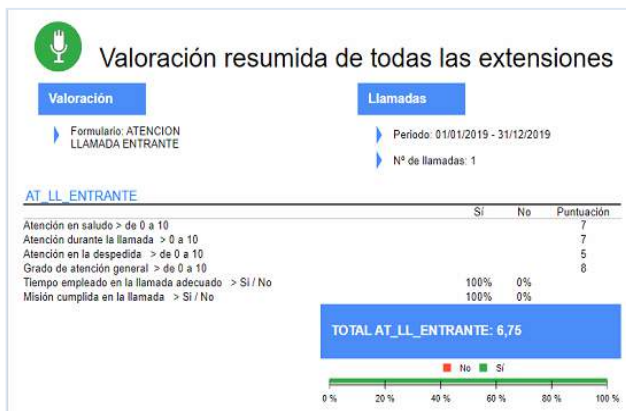 Valoración resumida de todas las extensiones
Valoración
Llamadas
Formulario: ATENCION
LLAMADA ENTRANTE
Periodo: 01/01/2019 - 31/12/2019
Nº de llamadas: 1
AT_LL_ENTRANTE
Sí No Puntuación
Atención en saludo > de 0 a 10 7
Atención durante la llamada > 0 a 10 7
Atención en la despedida > de 0 a 10 5
Grado de atención general > de 0 a 10 8
Tiempo empleado en la llamada adecuado > Si / No 100% 0%
Misión cumplida en la llamada > Si / No 100% 0%
TOTAL AT_LL_ENTRANTE: 6,75
No Sí
0 % 20 % 40 % 60 % 80 % 100 %